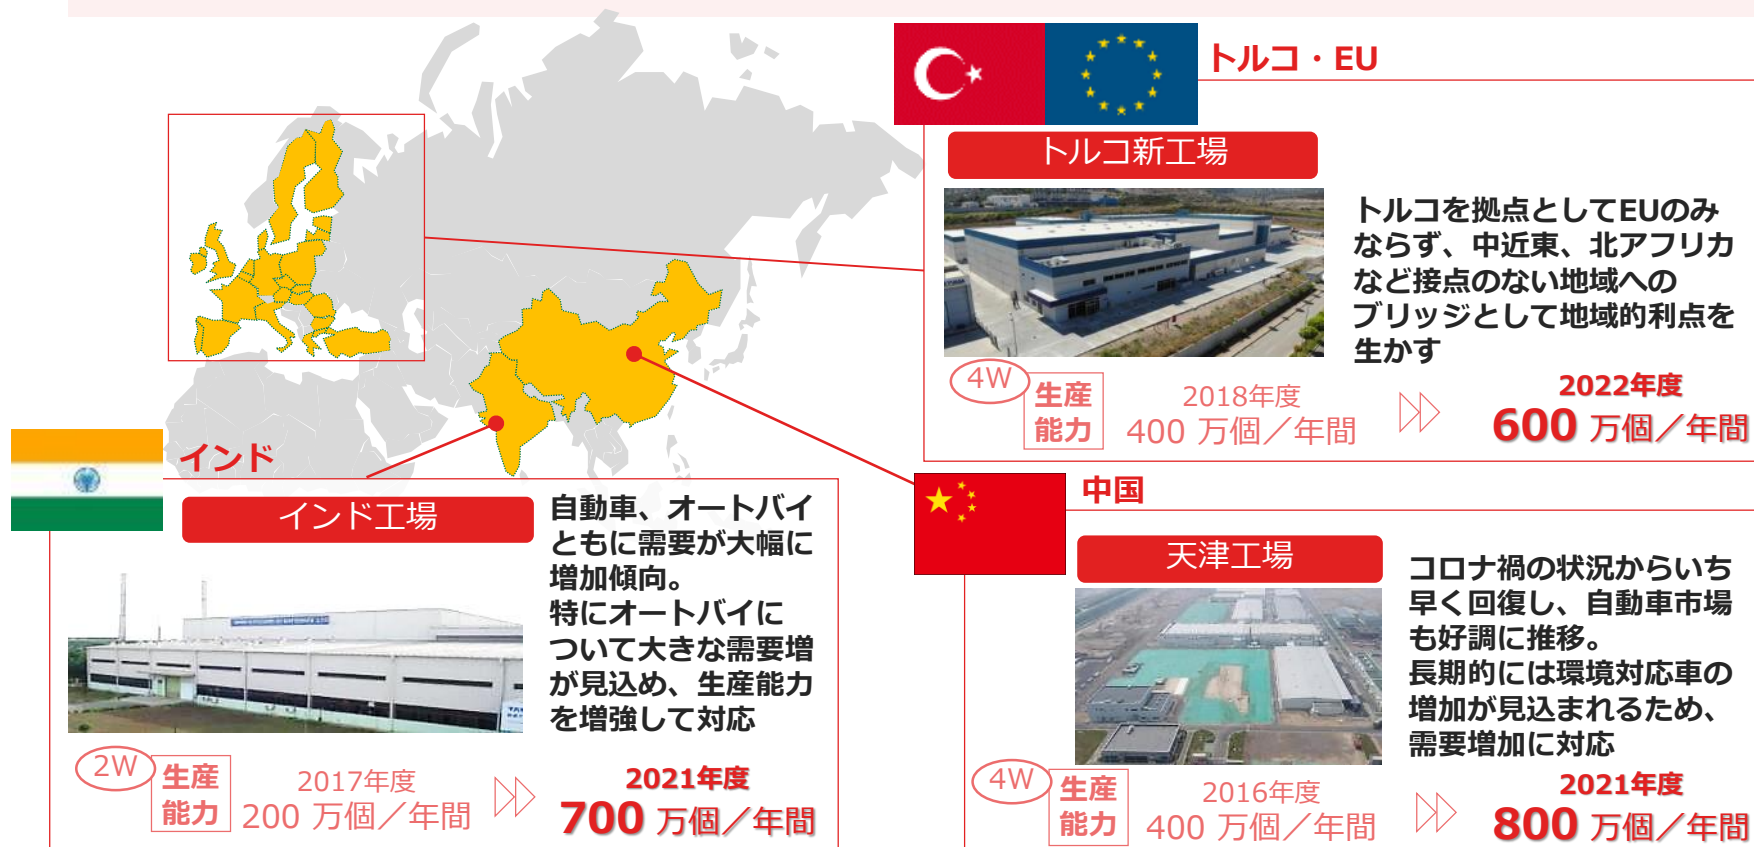 トルコ・EU
トルコ新工場
トルコを拠点としてEUのみ
ならず、中近東、北アフリカ
など接点のない地域への
ブリッジとして地域的利点を
生かす
4W
生産
能力
2018年度
400 万個／年間
2022年度
600 万個／年間
インド
インド工場
自動車、オートバイ
ともに需要が大幅に
増加傾向。
特にオートバイに
ついて大きな需要増
が見込め、生産能力
を増強して対応
2W
生産
能力
2017年度
200 万個／年間
2021年度
700 万個／年間
中国
天津工場
コロナ禍の状況からいち
早く回復し、自動車市場
も好調に推移。
長期的には環境対応車の
増加が見込まれるため、
需要増加に対応
4W
生産
能力
2016年度
400 万個／年間
2021年度
800 万個／年間